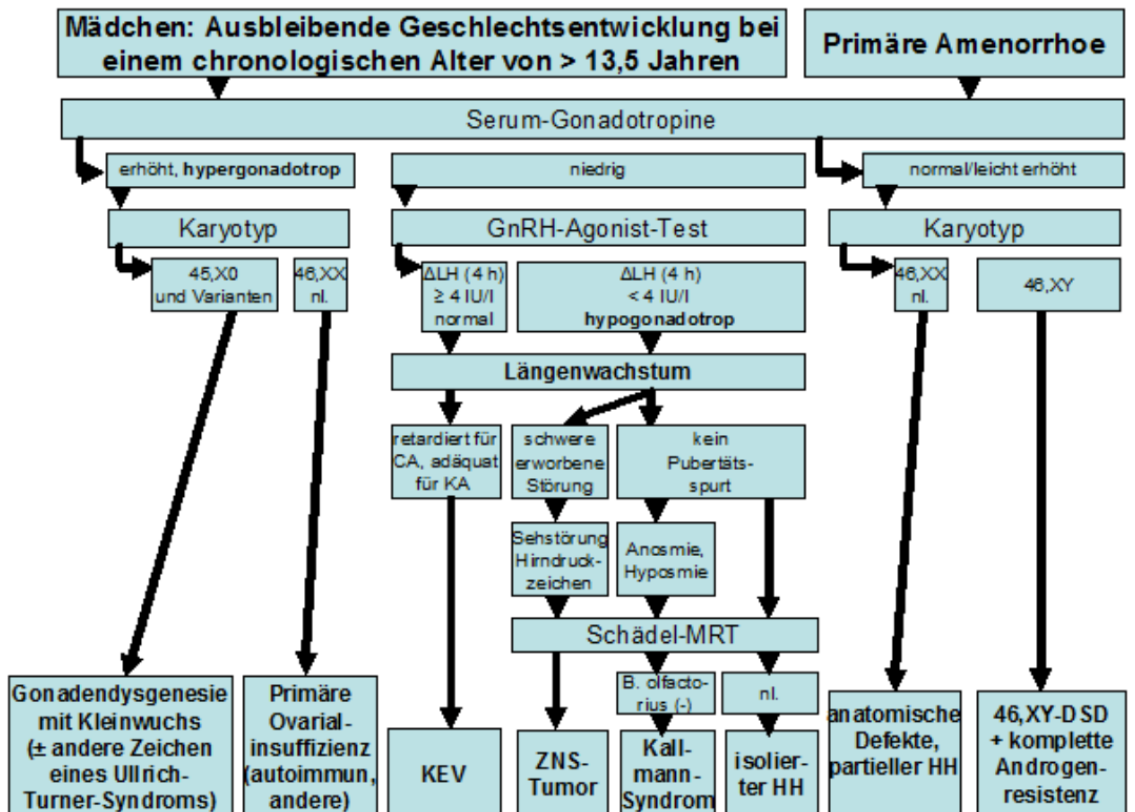 Mädchen: Ausbleibende Geschlechtsentwicklung bei
einem chronologischen Alter von > 13,5 Jahren
Primäre Amenorrhoe
Serum-Gonadotropine
erhöht, hypergonadotrop
niedrig
normal/leicht erhöht
Karyotyp
GnRH-Agonist-Test
Karyotyp
45,X0
und Varianten
46,XX
nl.
ΔLH (4 h)
≥ 4 IU/l
normal
ΔLH (4 h)
< 4 IU/l
hypogonadotrop
46,XX
nl.
46,XY
Längenwachstum
retardiert für
CA, adäquat
für KA
schwere
erworbene
Störung
kein
Pubertäts-
spurt
Sehstörung
Hirndruck-
zeichen
Anosmie,
Hyposmie
Schädel-MRT
B. olfacto-
rius (-)
nl.
Gonadendysgenesie
mit Kleinwuchs
(± andere Zeichen
eines Ullrich-
Turner-Syndroms)
Primäre
Ovarial-
insuffizienz
(autoimmun,
andere)
KEV
ZNS-
Tumor
Kall-
mann-
Syndrom
isolier-
ter HH
anatomische
Defekte,
partieller HH
46,XY-DSD
+ komplette
Androgen-
resistenz